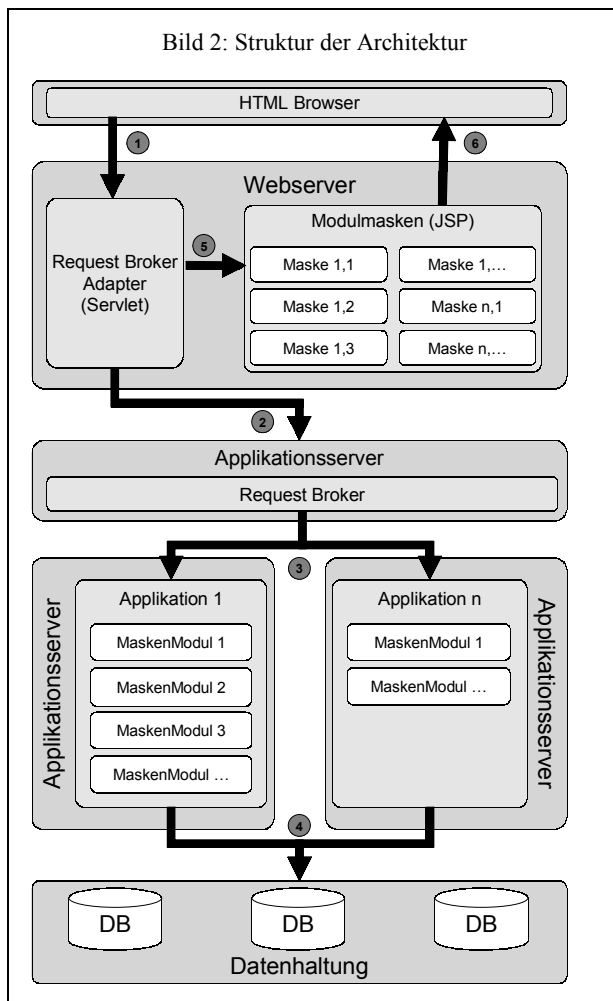 Bild 2: Struktur der Architektur
HTML Browser
1
6
Webserver
Request Broker
Adapter
(Servlet)
5
Modulmasken (JSP)
Maske 1,1
Maske 1,…
Maske 1,2
Maske n,1
Maske 1,3
Maske n,…
2
Applikationsserver
Request Broker
3
Applikationsserver
Applikation 1
MaskenModul 1
MaskenModul 2
MaskenModul 3
MaskenModul …
Applikation n
MaskenModul 1
MaskenModul …
Applikationsserver
4
DB
DB
DB
Datenhaltung